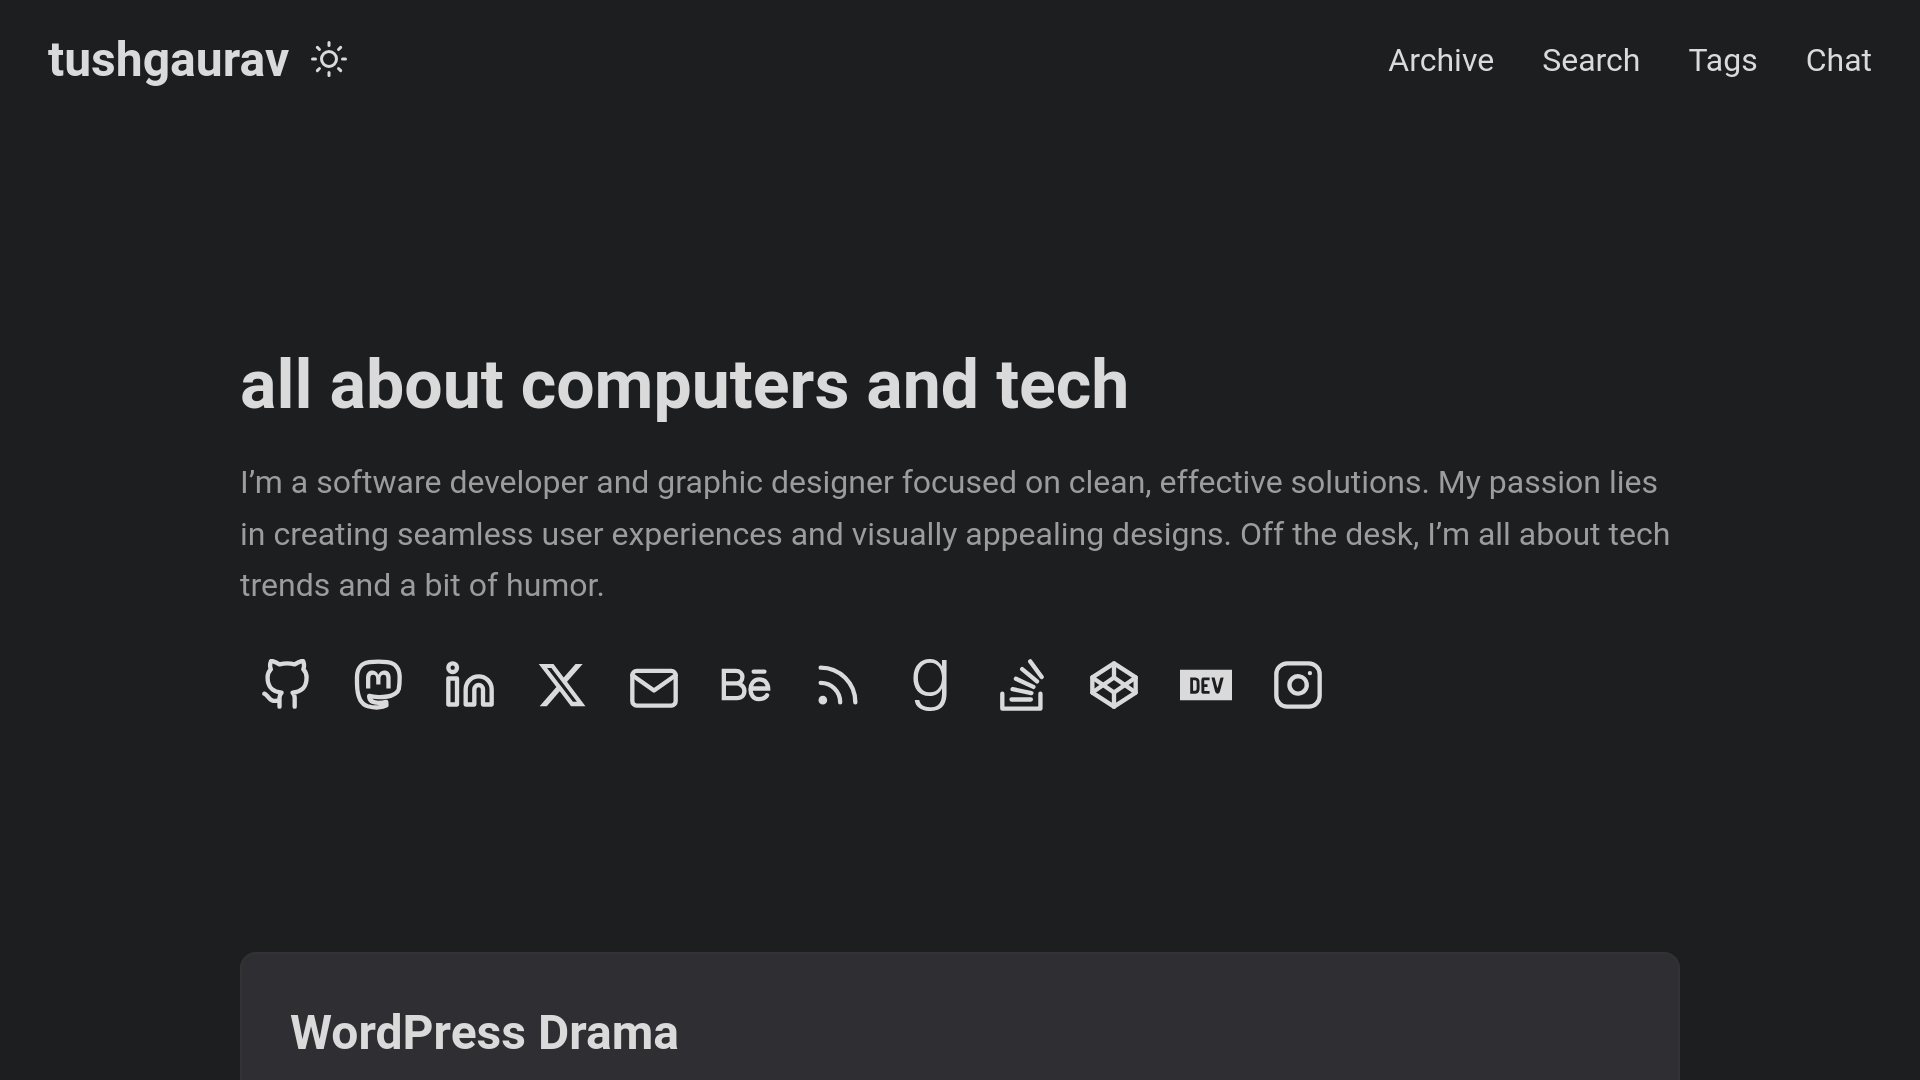 tushgaurav
Archive Search Tags Chat
all about computers and tech
I’m a software developer and graphic designer focused on clean, effective solutions. My passion lies
in creating seamless user experiences and visually appealing designs. Off the desk, I’m all about tech
trends and a bit of humor.
DEV
WordPress Drama